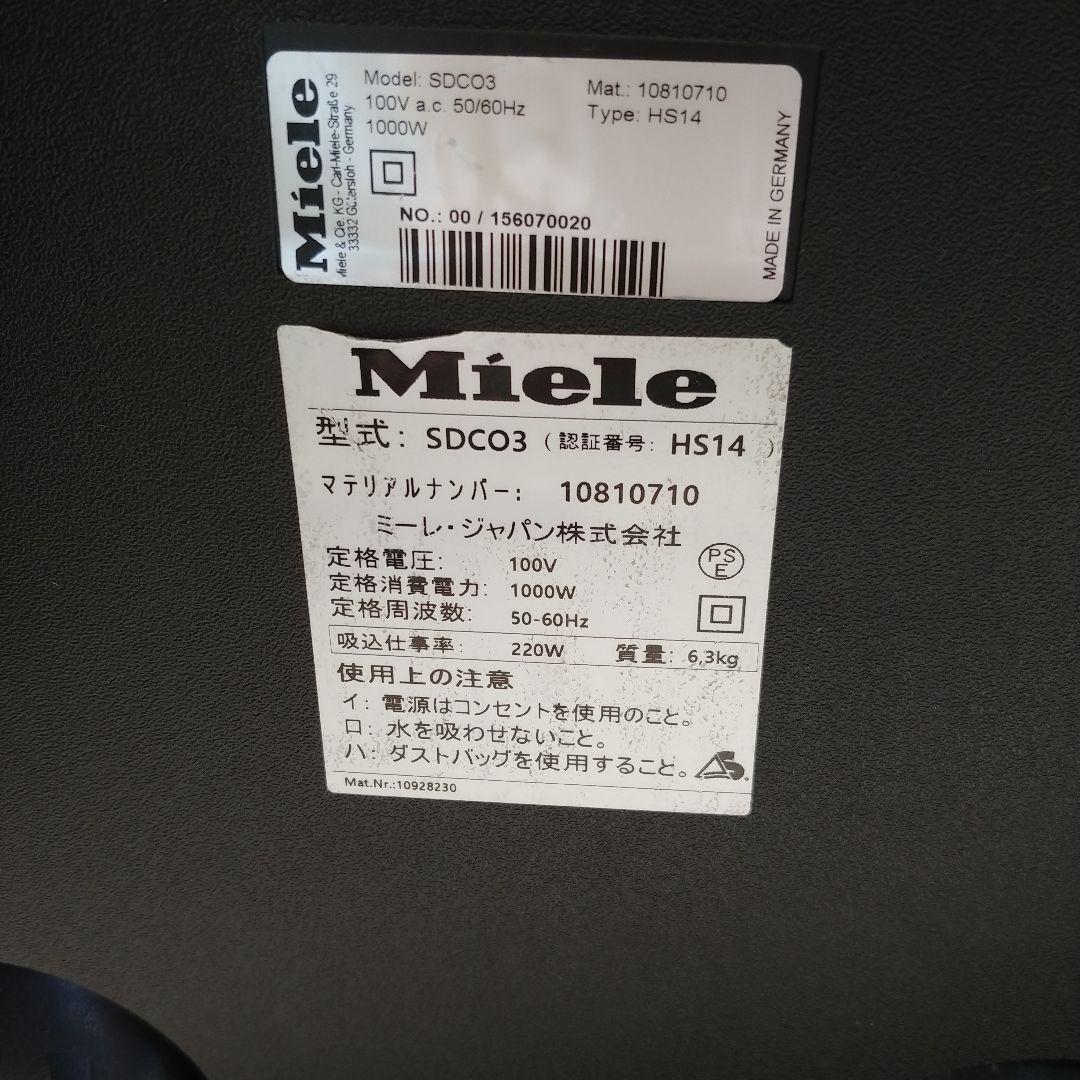 Miele
Miele & Cie. KG - Carl-Miele-Straße 29
33332 Gütersloh - Germany
Model: SDCO3
100V a.c. 50/60Hz
1000W
Mat.: 10810710
Type: HS14
NO.: 00 / 156070020
MADE IN GERMANY
Miele
型式: SDCO3 (認証番号: HS14)
マテリアルナンバー: 10810710
ミーレ・ジャパン株式会社
定格電圧: 100V
定格消費電力: 1000W
定格周波数: 50-60Hz
PS
E
吸込仕事率: 220W 質量: 6,3kg
使用上の注意
イ: 電源はコンセントを使用のこと。
ロ: 水を吸わせないこと。
ハ: ダストバッグを使用すること。
Mat.Nr.:10928230